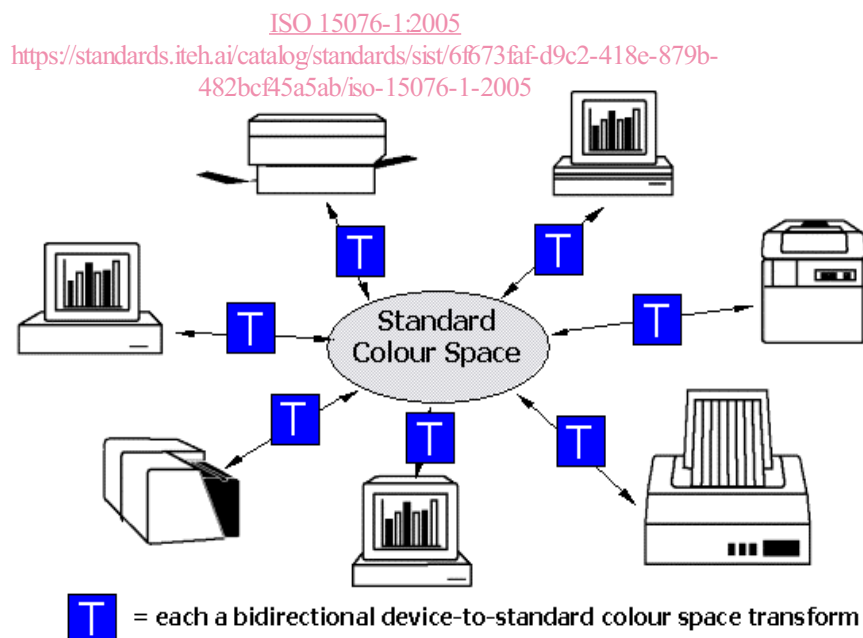 ISO 15076-1:2005
https://standards.iteh.ai/catalog/standards/sist/6f673faf-d9c2-418e-879b-
482bcf45a5ab/iso-15076-1-2005
T
T
T
Standard
Colour Space
T
T
T
T
T = each a bidirectional device-to-standard colour space transform